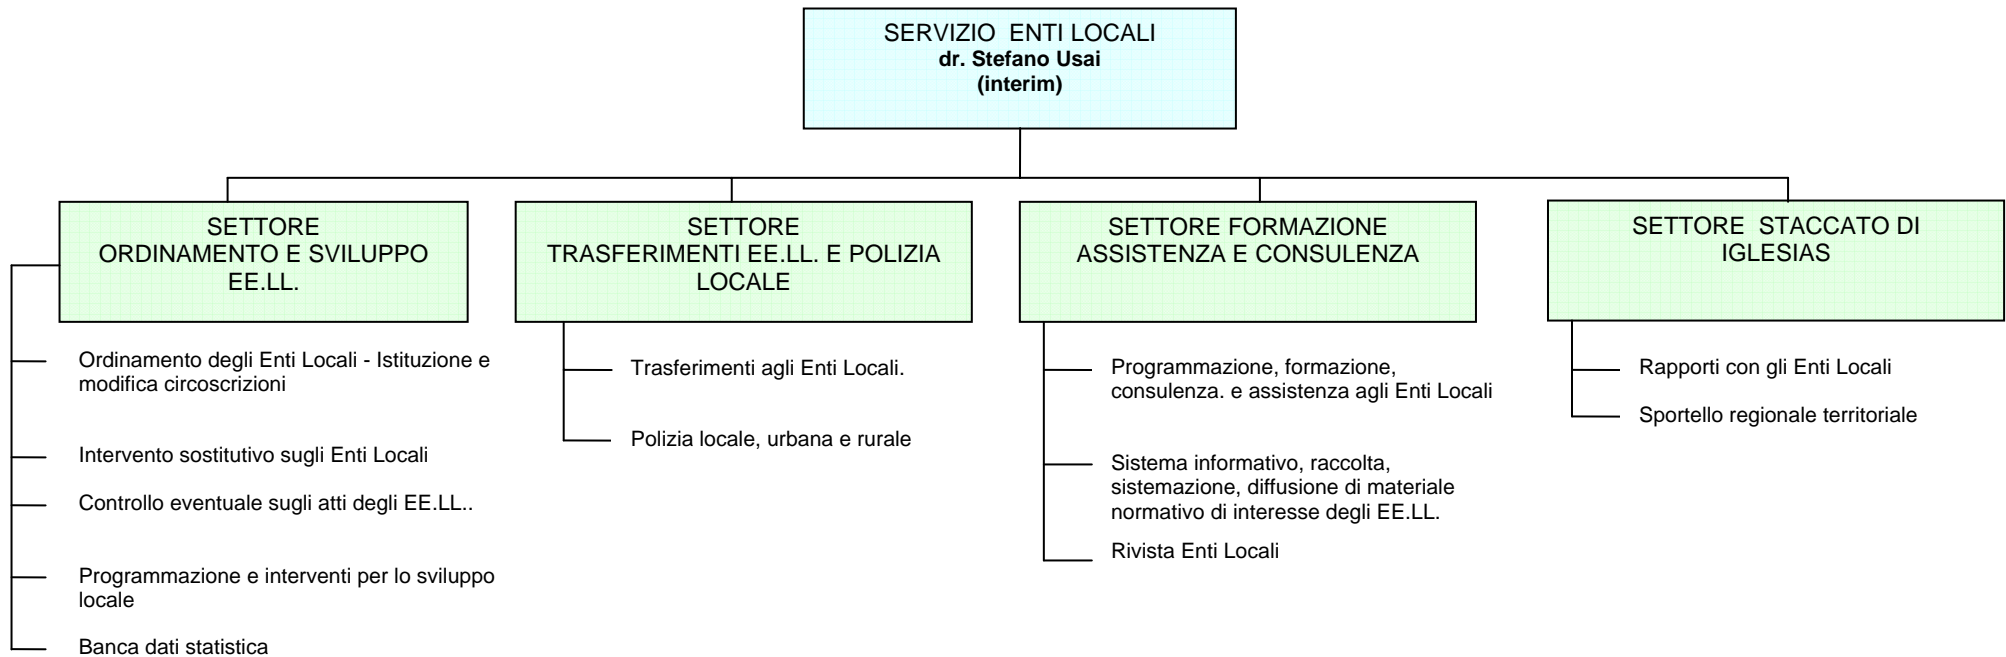 SERVIZIO ENTI LOCALI
dr. Stefano Usai
(interim)
SETTORE
ORDINAMENTO E SVILUPPO
EE.LL.
Ordinamento degli Enti Locali - Istituzione e
modifica circoscrizioni
Intervento sostitutivo sugli Enti Locali
Controllo eventuale sugli atti degli EE.LL..
Programmazione e interventi per lo sviluppo
locale
Banca dati statistica
SETTORE
TRASFERIMENTI EE.LL. E POLIZIA
LOCALE
Trasferimenti agli Enti Locali.
Polizia locale, urbana e rurale
SETTORE FORMAZIONE
ASSISTENZA E CONSULENZA
Programmazione, formazione,
consulenza. e assistenza agli Enti Locali
Sistema informativo, raccolta,
sistemazione, diffusione di materiale
normativo di interesse degli EE.LL.
Rivista Enti Locali
SETTORE STACCATO DI
IGLESIAS
Rapporti con gli Enti Locali
Sportello regionale territoriale